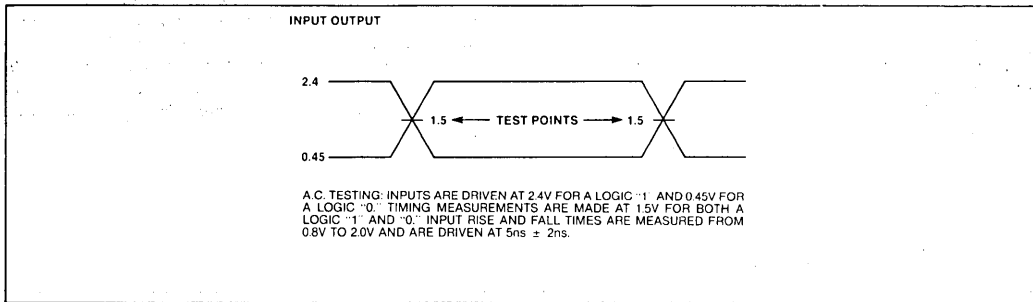 INPUT OUTPUT
2.4
1.5 ← TEST POINTS → 1.5
0.45
A.C. TESTING: INPUTS ARE DRIVEN AT 2.4V FOR A LOGIC "1" AND 0.45V FOR
A LOGIC "0." TIMING MEASUREMENTS ARE MADE AT 1.5V FOR BOTH A
LOGIC "1" AND "0." INPUT RISE AND FALL TIMES ARE MEASURED FROM
0.8V TO 2.0V AND ARE DRIVEN AT 5ns ± 2ns.